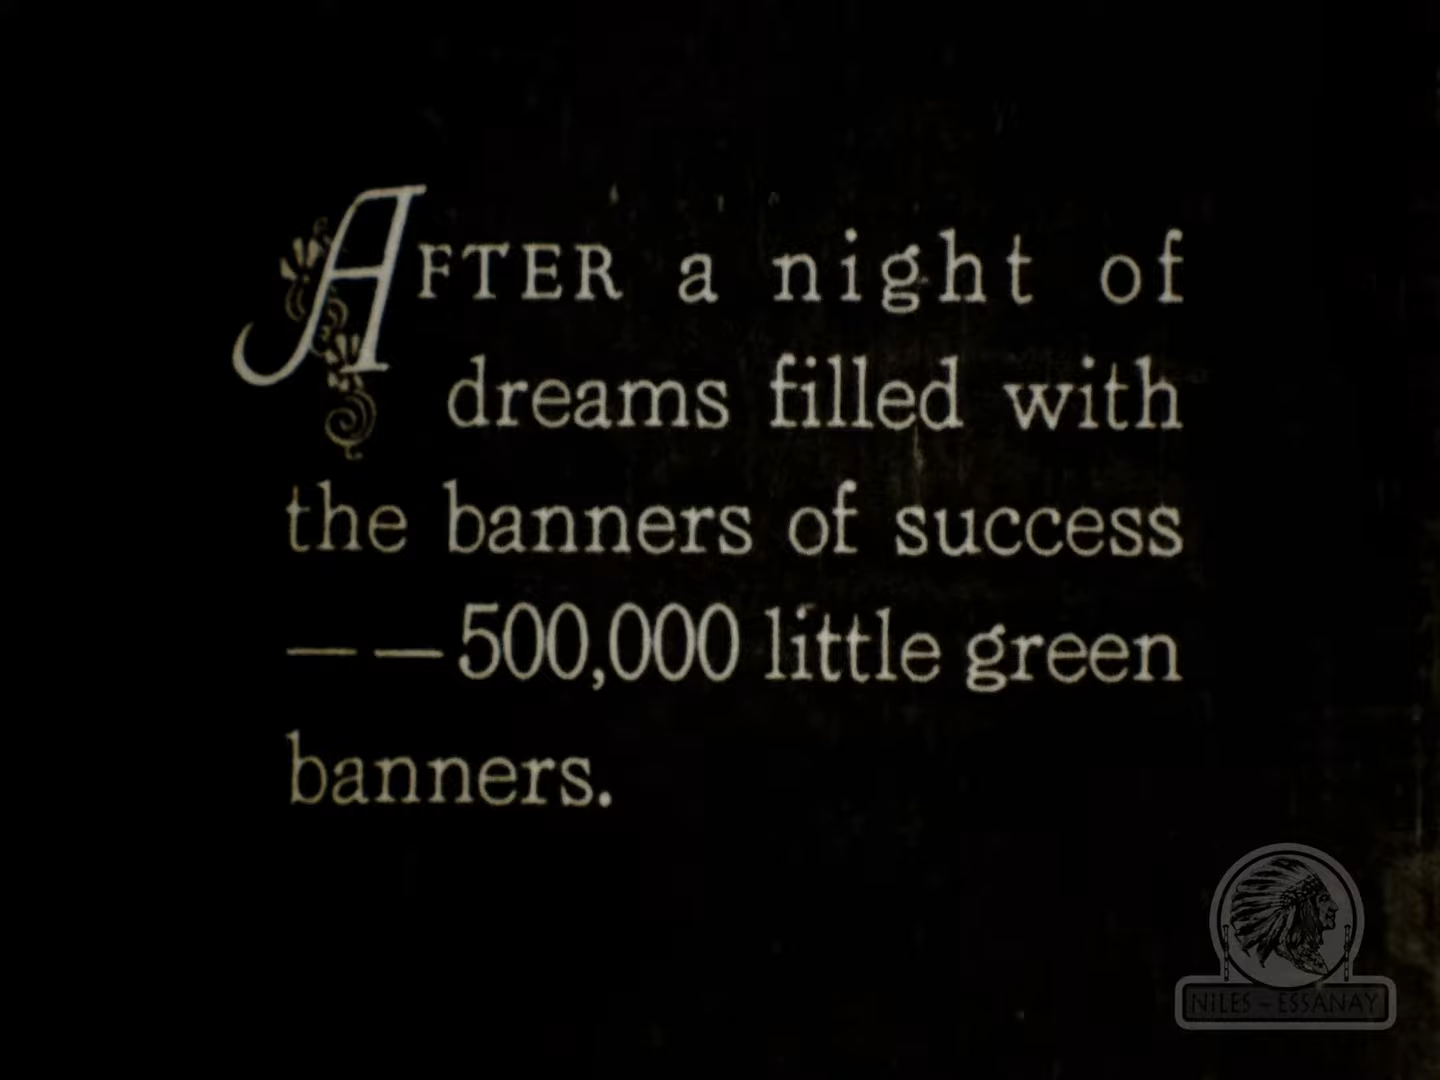 AFTER a night of
dreams filled with
the banners of success
——500,000 little green
banners.
NILES - ESSANAY